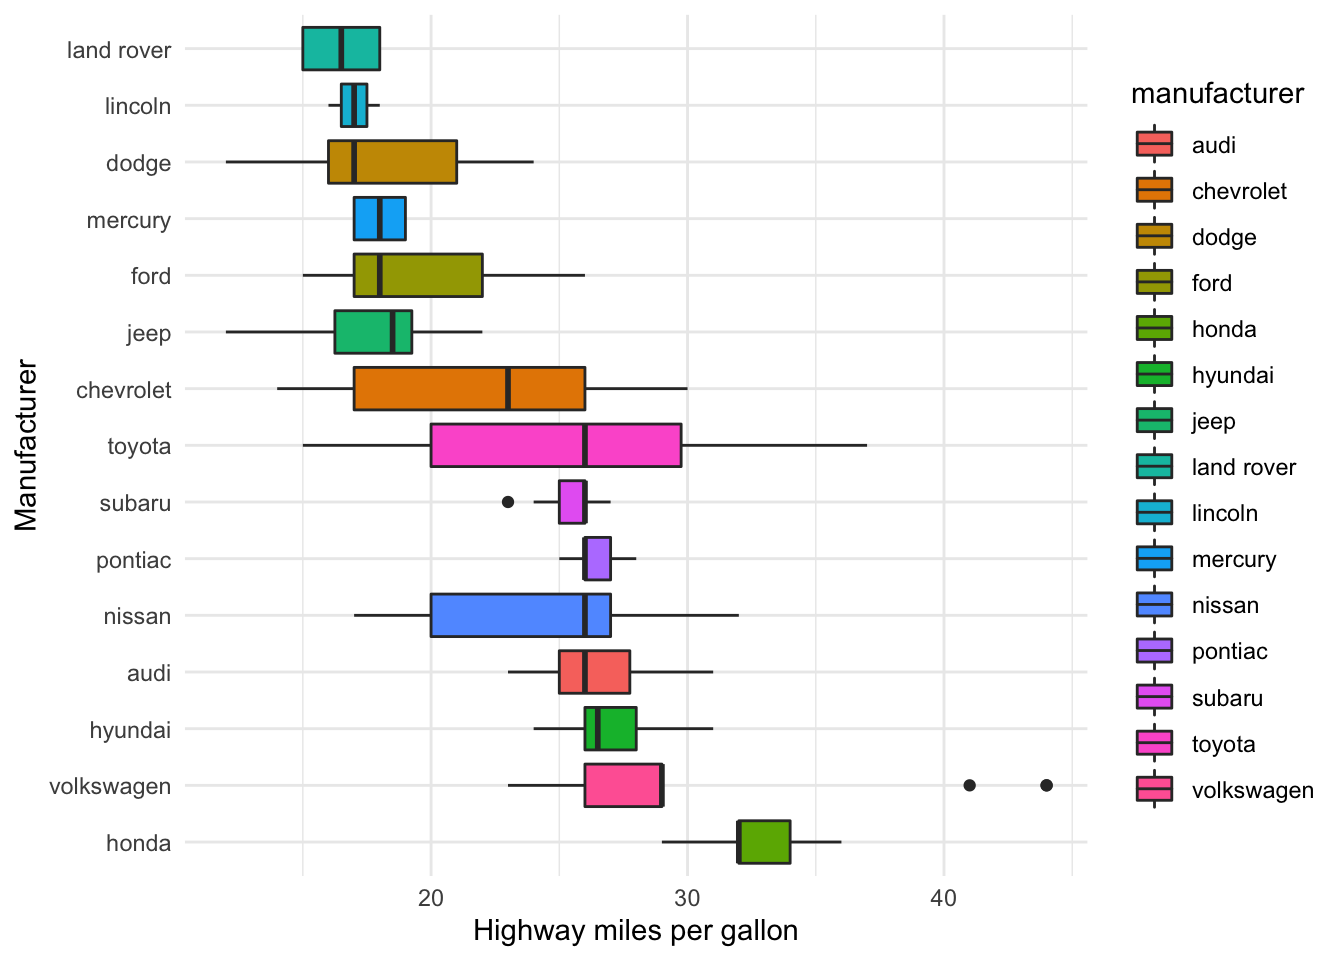 land rover
lincoln
dodge
mercury
ford
jeep
chevrolet
toyota
subaru
pontiac
nissan
audi
hyundai
volkswagen
honda
Manufacturer
20 30 40
Highway miles per gallon
manufacturer
audi
chevrolet
dodge
ford
honda
hyundai
jeep
land rover
lincoln
mercury
nissan
pontiac
subaru
toyota
volkswagen